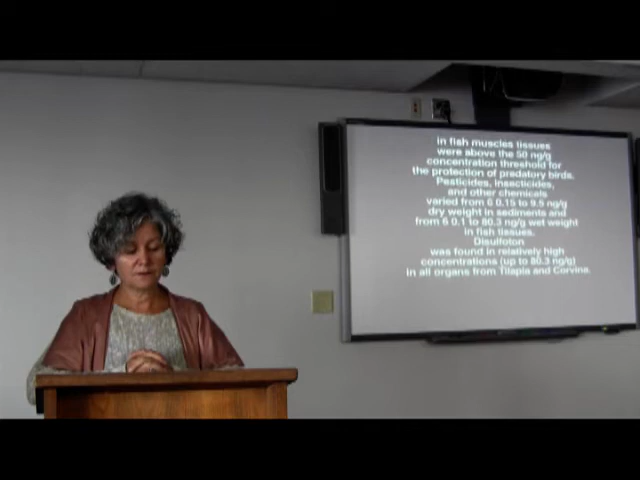 in fish muscles tissues
were above the 50 ng/g
concentration threshold for
the protection of predatory birds.
Pesticides, insecticides,
and other chemicals
varied from 6 0.15 to 9.5 ng/g
dry weight in sediments and
from 6 0.1 to 80.3 ng/g wet weight
in fish tissues.
Disulfoton
was found in relatively high
concentrations (up to 80.3 ng/g)
in all organs from Tilapia and Corvina.